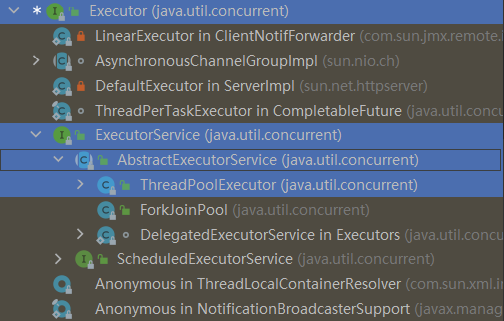 * Executor (java.util.concurrent)
LinearExecutor in ClientNotifForwarder (com.sun.jmx.remote.i
AsynchronousChannelGroupImpl (sun.nio.ch)
DefaultExecutor in ServerImpl (sun.net.httpserver)
ThreadPerTaskExecutor in CompletableFuture (java.util.concur
ExecutorService (java.util.concurrent)
AbstractExecutorService (java.util.concurrent)
ThreadPoolExecutor (java.util.concurrent)
ForkJoinPool (java.util.concurrent)
DelegatedExecutorService in Executors (java.util.concurrent)
ScheduledExecutorService (java.util.concurrent)
Anonymous in ThreadLocalContainerResolver (com.sun.xml.in
Anonymous in NotificationBroadcasterSupport (javax.manag